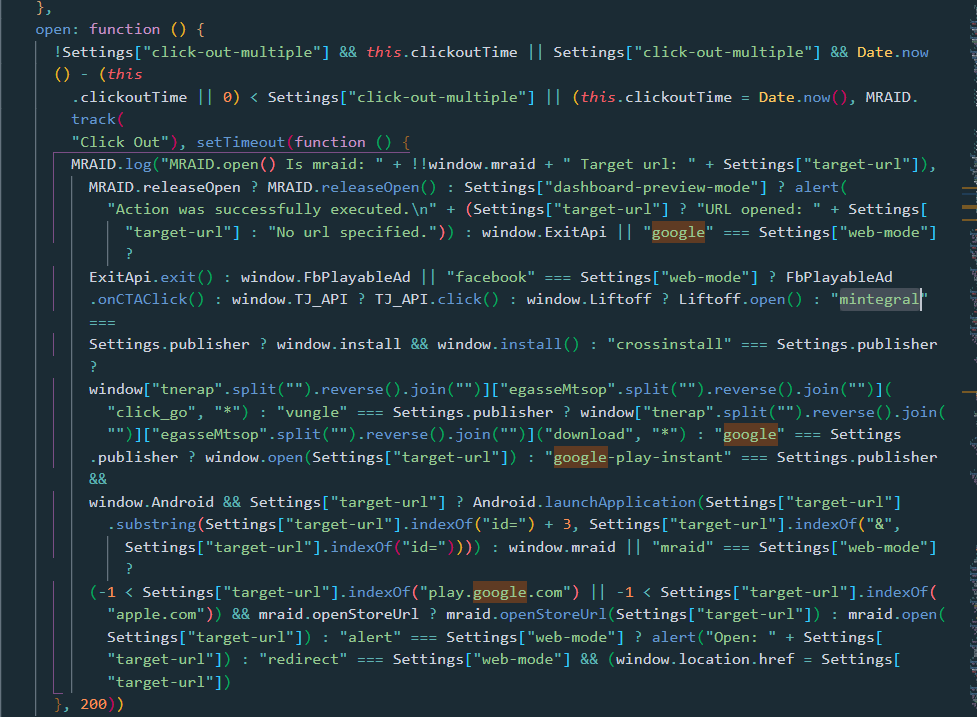 },
open: function () {
!Settings["click-out-multiple"] && this.clickoutTime || Settings["click-out-multiple"] && Date.now
() - (this
.clickoutTime || 0) < Settings["click-out-multiple"] || (this.clickoutTime = Date.now(), MRAID.
track(
"Click Out"), setTimeout(function () {
MRAID.log("MRAID.open() Is mraid: " + !!window.mraid + " Target url: " + Settings["target-url"]),
MRAID.releaseOpen ? MRAID.releaseOpen() : Settings["dashboard-preview-mode"] ? alert(
"Action was successfully executed.\n" + (Settings["target-url"] ? "URL opened: " + Settings[
"target-url"] : "No url specified.")) : window.ExitApi || "google" === Settings["web-mode"]
?
ExitApi.exit() : window.FbPlayableAd || "facebook" === Settings["web-mode"] ? FbPlayableAd
.onCTAClick() : window.TJ_API ? TJ_API.click() : window.Liftoff ? Liftoff.open() : "mintegral"
===
Settings.publisher ? window.install && window.install() : "crossinstall" === Settings.publisher
?
window["tnerap".split("").reverse().join("")]["egasseMtsop".split("").reverse().join("")](
"click_go", "*") : "vungle" === Settings.publisher ? window["tnerap".split("").reverse().join(
"")]["egasseMtsop".split("").reverse().join("")]("download", "*") : "google" === Settings
.publisher ? window.open(Settings["target-url"]) : "google-play-instant" === Settings.publisher
&&
window.Android && Settings["target-url"] ? Android.launchApplication(Settings["target-url"]
.substring(Settings["target-url"].indexOf("id=") + 3, Settings["target-url"].indexOf("&",
Settings["target-url"].indexOf("id=")))) : window.mraid || "mraid" === Settings["web-mode"]
?
(-1 < Settings["target-url"].indexOf("play.google.com") || -1 < Settings["target-url"].indexOf(
"apple.com")) && mraid.openStoreUrl ? mraid.openStoreUrl(Settings["target-url"]) : mraid.open(
Settings["target-url"]) : "alert" === Settings["web-mode"] ? alert("Open: " + Settings[
"target-url"]) : "redirect" === Settings["web-mode"] && (window.location.href = Settings[
"target-url"])
}, 200))